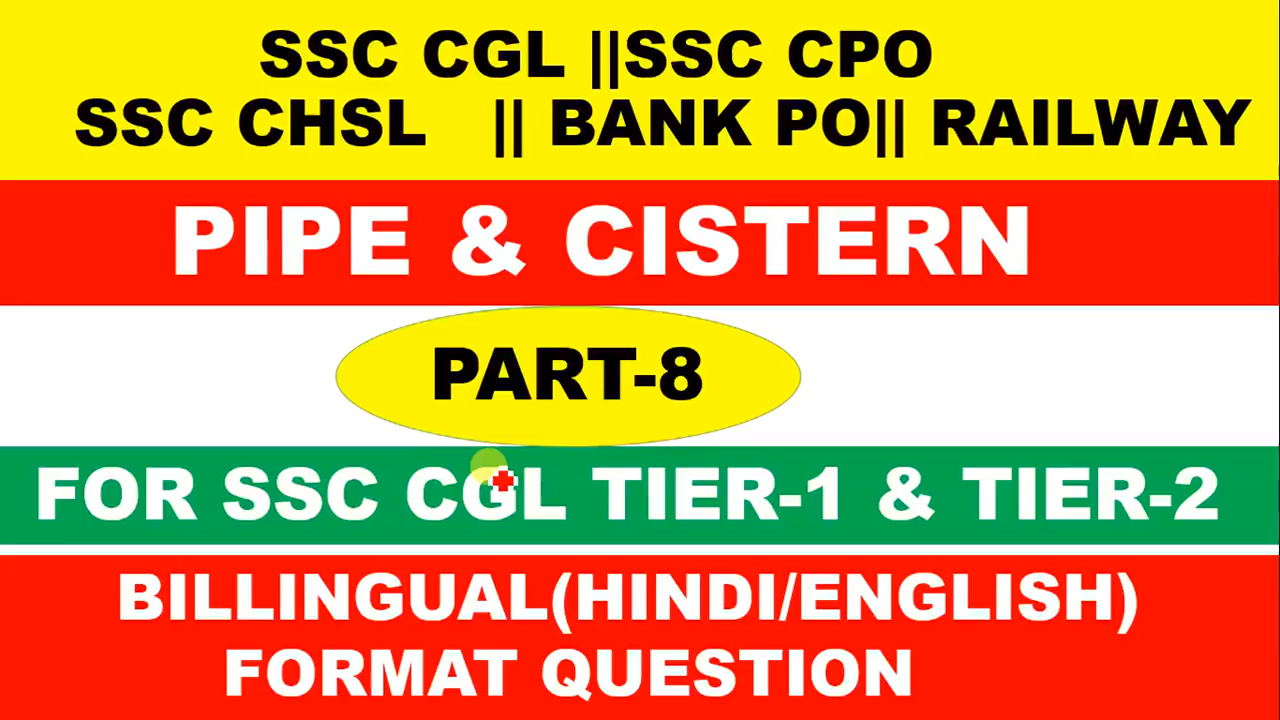 SSC CGL ||SSC CPO
SSC CHSL || BANK PO|| RAILWAY
PIPE & CISTERN
PART-8
FOR SSC CGL TIER-1 & TIER-2
BILLINGUAL(HINDI/ENGLISH)
FORMAT QUESTION